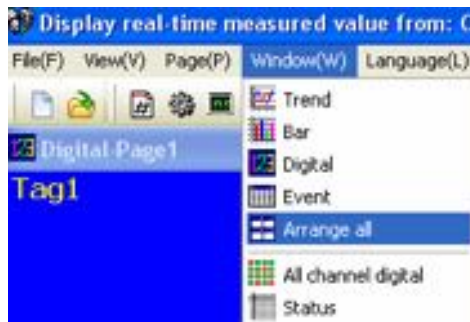 Display real-time measured value from:
File(F) View(V) Page(P) Window(W) Language(L)
Digital-Page1
Tag1
Trend
Bar
Digital
Event
Arrange all
All channel digital
Status